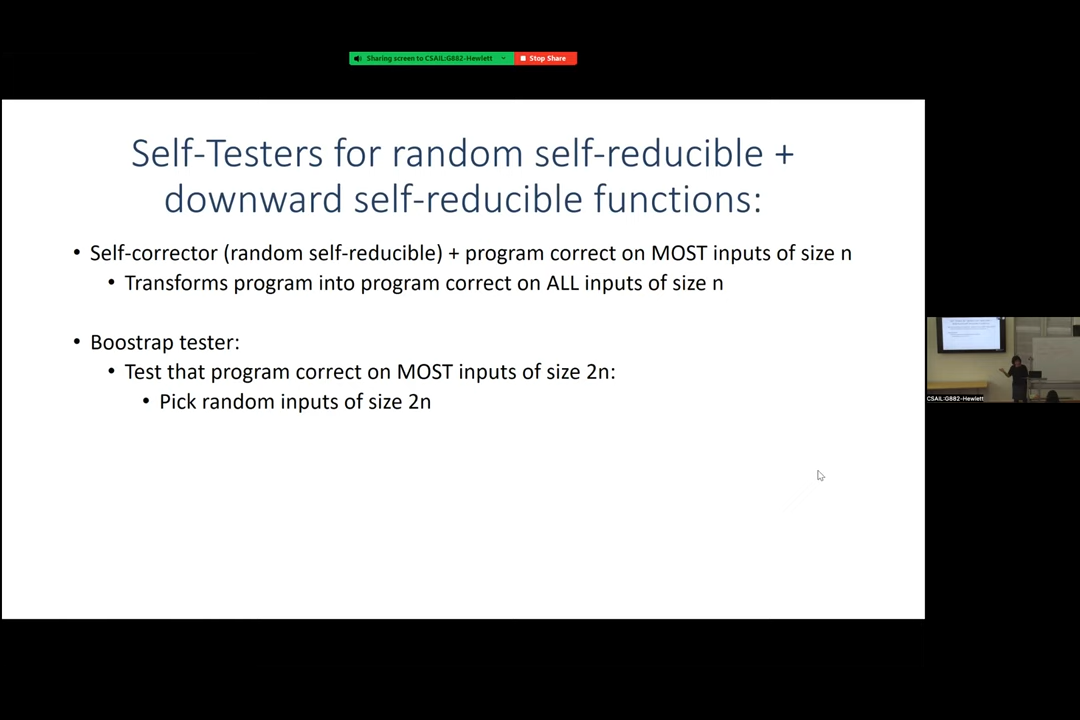 Sharing screen to CSAIL:G882-Hewlett
Stop Share
Self-Testers for random self-reducible +
downward self-reducible functions:
• Self-corrector (random self-reducible) + program correct on MOST inputs of size n
• Transforms program into program correct on ALL inputs of size n
• Boostrap tester:
• Test that program correct on MOST inputs of size 2n:
• Pick random inputs of size 2n
CSAIL:G882-Hewlett